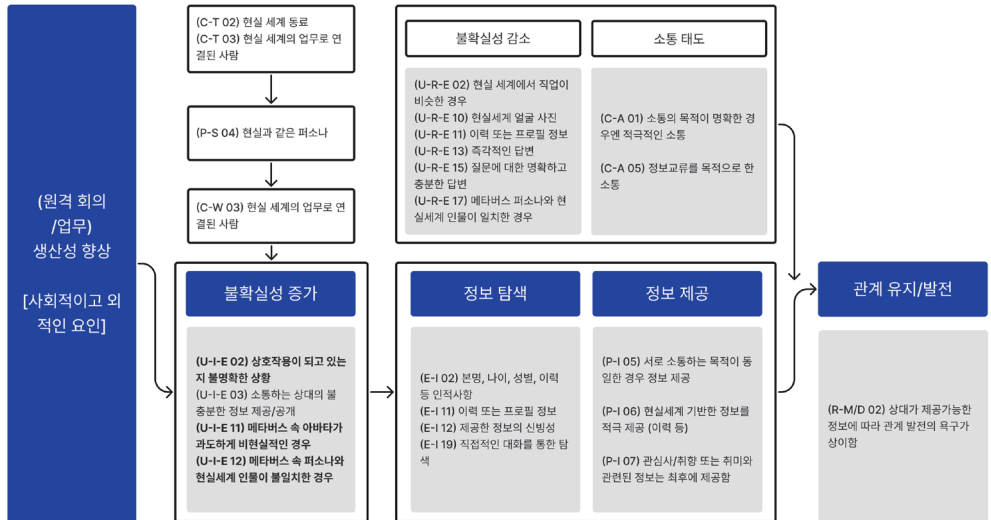 (원격 회의
/업무)
생산성 향상
[사회적이고 외
적인 요인]
(C-T 02) 현실 세계 동료
(C-T 03) 현실 세계의 업무로 연
결된 사람
(P-S 04) 현실과 같은 페소나
(C-W 03) 현실 세계의 업무로 연
결된 사람
불확실성 증가
(U-I-E 02) 상호작용이 되고 있는
지 불명확한 상황
(U-I-E 03) 소통하는 상대의 불
충분한 정보 제공/공개
(U-I-E 11) 메타버스 속 아바타가
과도하게 비현실적인 경우
(U-I-E 12) 메타버스 속 퍼소나와
현실세계 인물이 불일치한 경우
불확실성 감소
(U-R-E 02) 현실 세계에서 직업이
비슷한 경우
(U-R-E 10) 현실세계 얼굴 사진
(U-R-E 11) 이력 또는 프로필 정보
(U-R-E 13) 즉각적인 답변
(U-R-E 15) 질문에 대한 명확하고
충분한 답변
(U-R-E 17) 메타버스 퍼소나와 현
실세계 인물이 일치한 경우
소통 태도
(C-A 01) 소통의 목적이 명확한 경
우엔 적극적인 소통
(C-A 05) 정보교류를 목적으로 한
소통
정보 탐색
(E-I 02) 본명, 나이, 성별, 이력
등 인적사항
(E-I 11) 이력 또는 프로필 정보
(E-I 12) 제공한 정보의 신빙성
(E-I 19) 직접적인 대화를 통한 탐
색
정보 제공
(P-I 05) 서로 소통하는 목적이 동
일한 경우 정보 제공
(P-I 06) 현실세계 기반한 정보를
적극 제공 (이력 등)
(P-I 07) 관심사/취향 또는 취미와
관련된 정보는 최후에 제공함
관계 유지/발전
(R-M/D 02) 상대가 제공가능한
정보에 따라 관계 발전의 욕구가
상이함